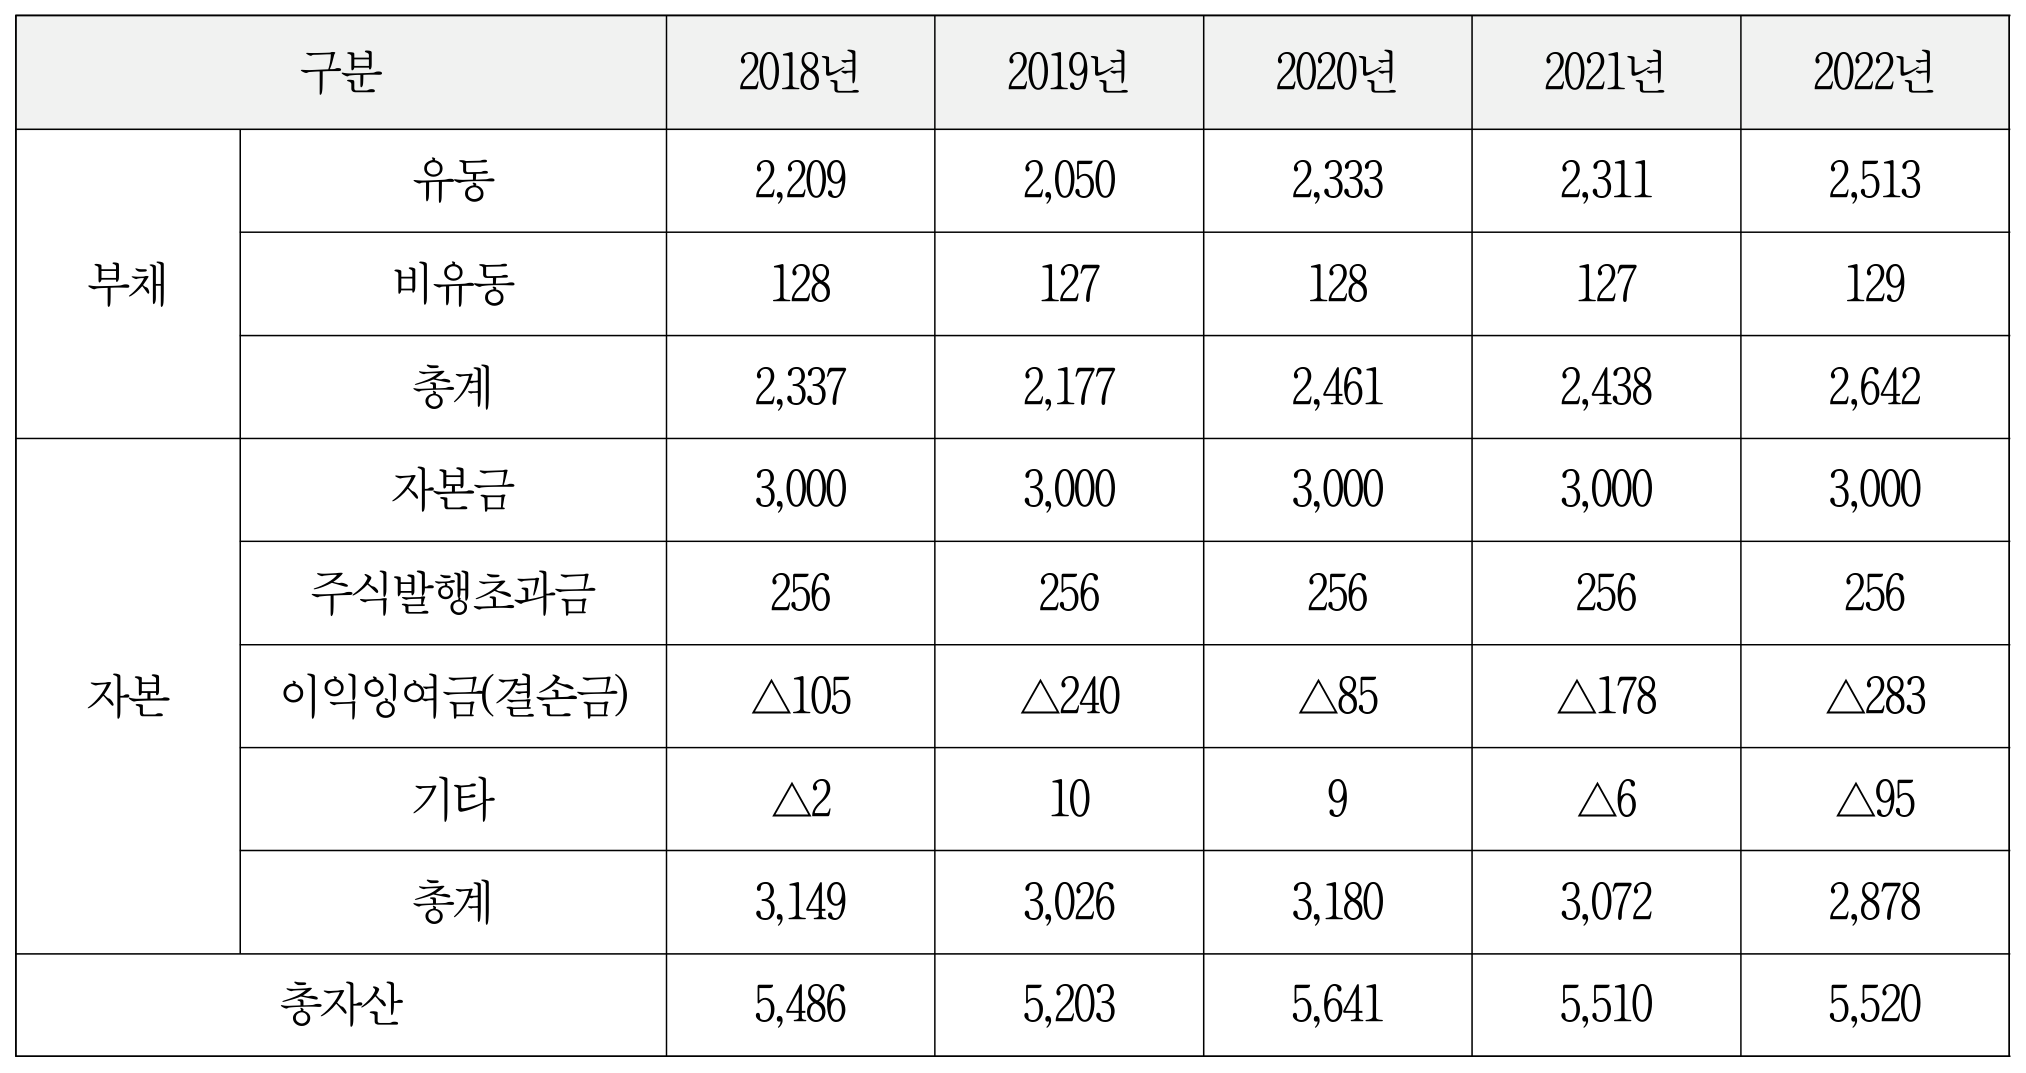 구분 2018년 2019년 2020년 2021년 2022년
부채 유동 2,209 2,050 2,333 2,311 2,513
비유동 128 127 128 127 129
총계 2,337 2,177 2,461 2,438 2,642
자본 자본금 3,000 3,000 3,000 3,000 3,000
주식발행초과금 256 256 256 256 256
이익잉여금(결손금) △105 △240 △85 △178 △283
기타 △2 10 9 △6 △95
총계 3,149 3,026 3,180 3,072 2,878
총자산 5,486 5,203 5,641 5,510 5,520